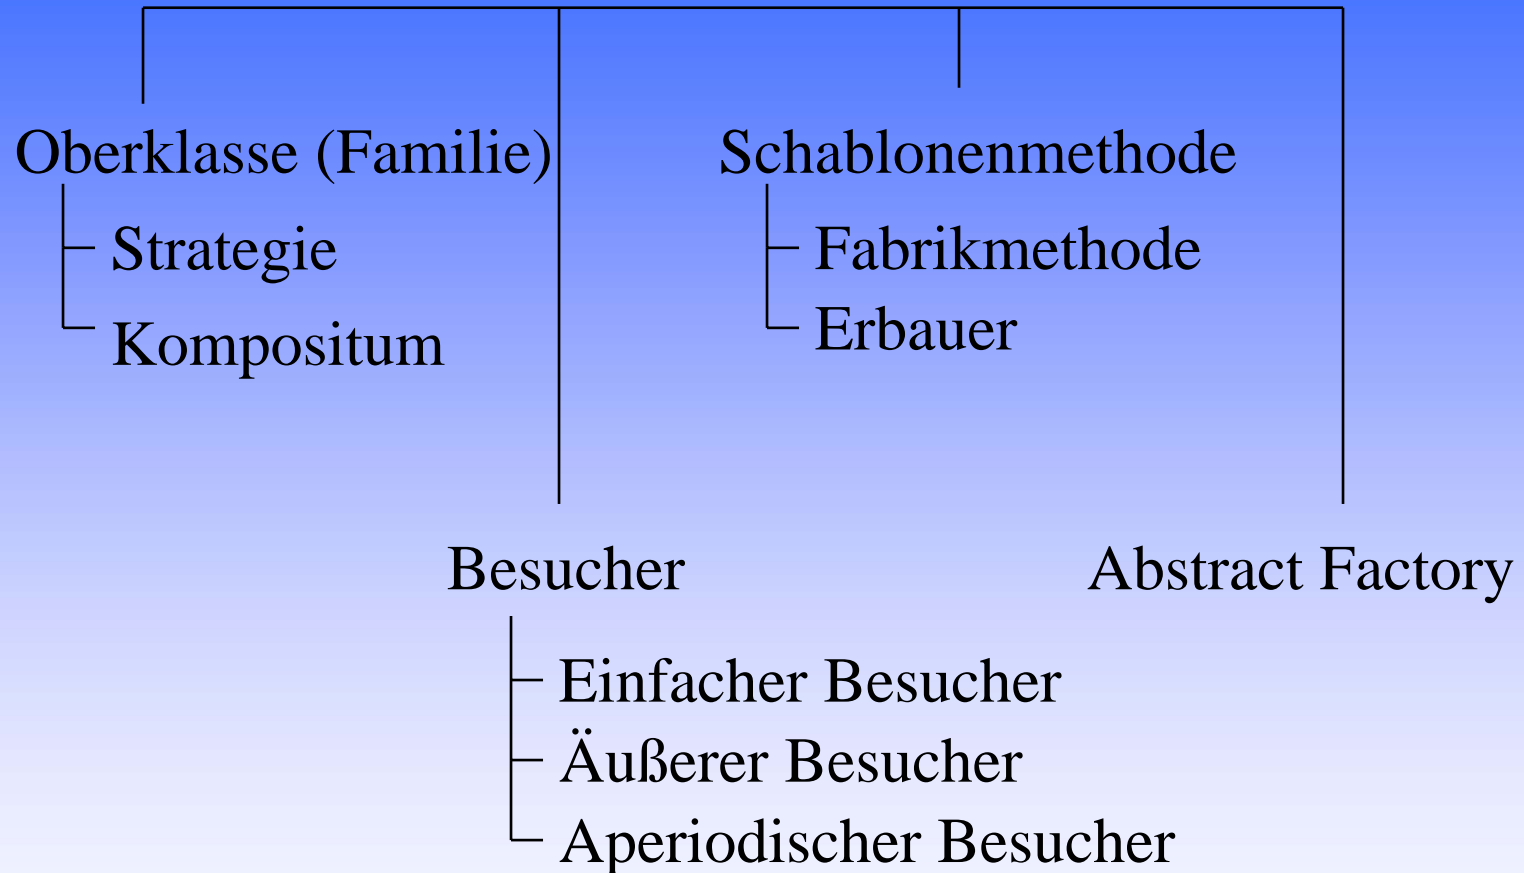 Oberklasse (Familie)
Strategie
Kompositum
Schablonenmethode
Fabrikmethode
Erbauer
Besucher
Einfacher Besucher
Äußerer Besucher
Aperiodischer Besucher
Abstract Factory